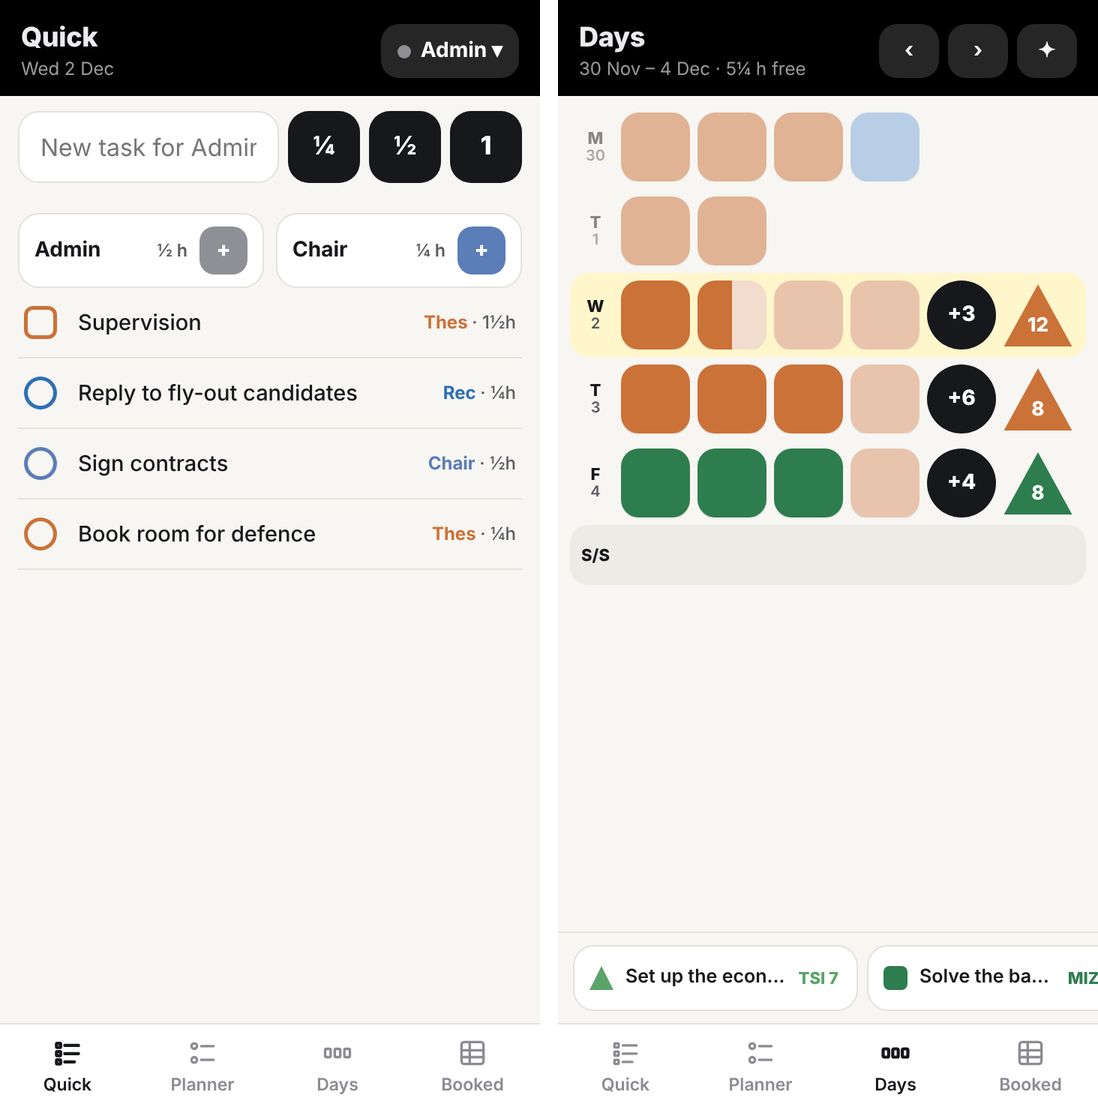 Quick
Wed 2 Dec
Admin ▾
New task for Admir
¼ ½ 1
Admin ½ h +
Chair ¼ h +
Supervision Thes · 1½h
Reply to fly-out candidates Rec · ¼h
Sign contracts Chair · ½h
Book room for defence Thes · ¼h
Quick Planner Days Booked
Days
30 Nov – 4 Dec · 5¼ h free
‹ › ✦
M
30
T
1
W
2
+3 12
T
3
+6 8
F
4
+4 8
S/S
Set up the econ… TSI 7
Solve the ba… MIZ
Quick Planner Days Booked